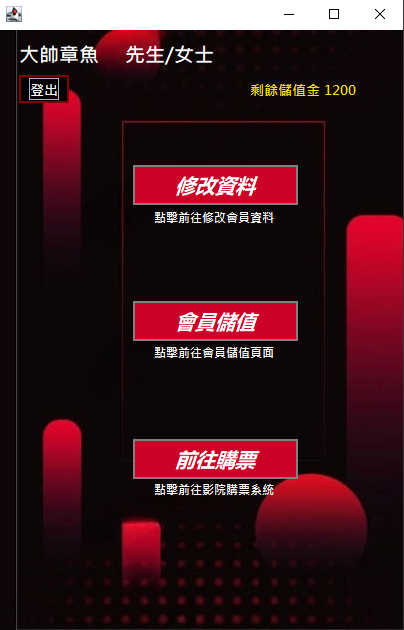 大帥章魚 先生/女士
登出
剩餘儲值金 1200
修改資料
點擊前往修改會員資料
會員儲值
點擊前往會員儲值頁面
前往購票
點擊前往影院購票系統